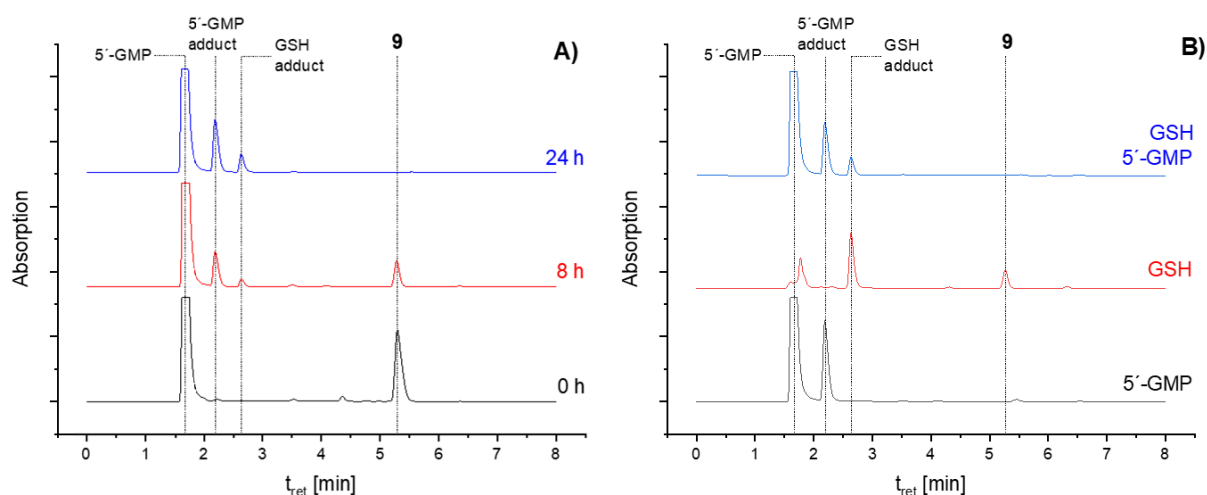 5´-GMP
adduct
9
A)
5´-GMP
GSH
adduct
24 h
8 h
0 h
Absorption
0 1 2 3 4 5 6 7 8
tret [min]
5´-GMP
adduct
9
B)
5´-GMP
GSH
adduct
GSH
5´-GMP
GSH
5´-GMP
Absorption
0 1 2 3 4 5 6 7 8
tret [min]